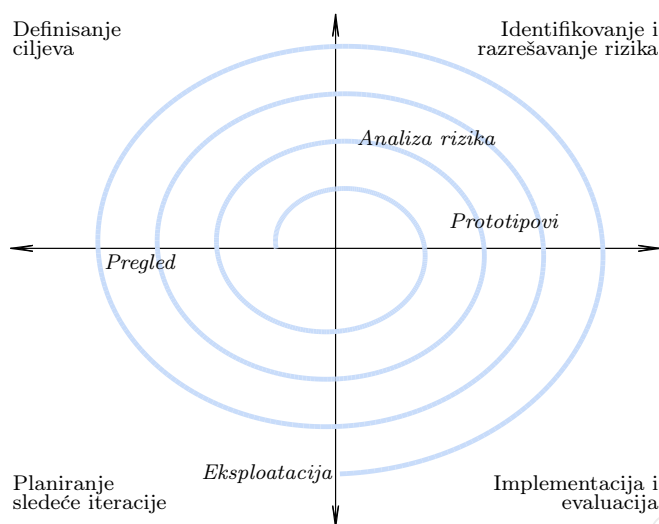 Definisanje
ciljeva
Identifikovanje i
razrešavanje rizika
Analiza rizika
Prototipovi
Pregled
Eksploatacija
Planiranje
sledeće iteracije
Implementacija i
evaluacija